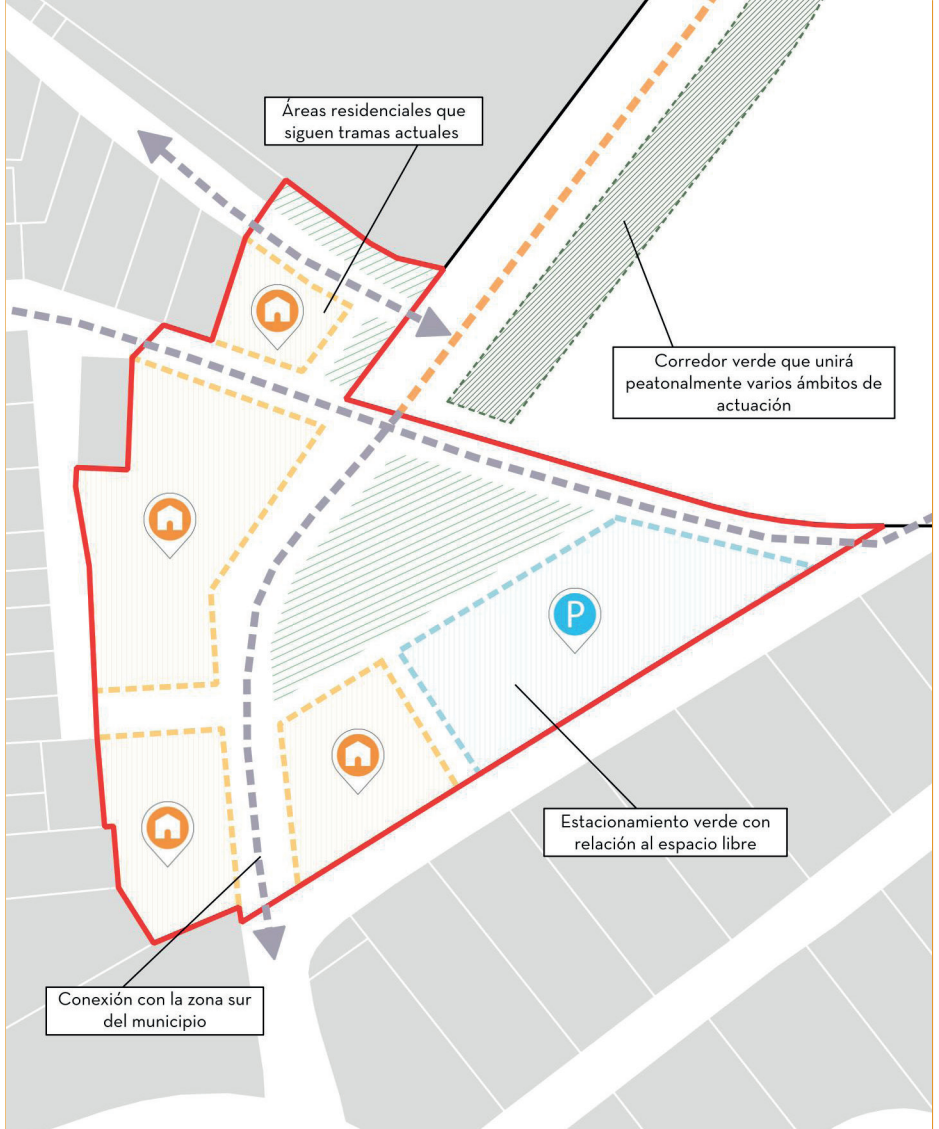 Áreas residenciales que
siguen tramas actuales
Corredor verde que unirá
peatonalmente varios ámbitos de
actuación
P
Estacionamiento verde con
relación al espacio libre
Conexión con la zona sur
del municipio